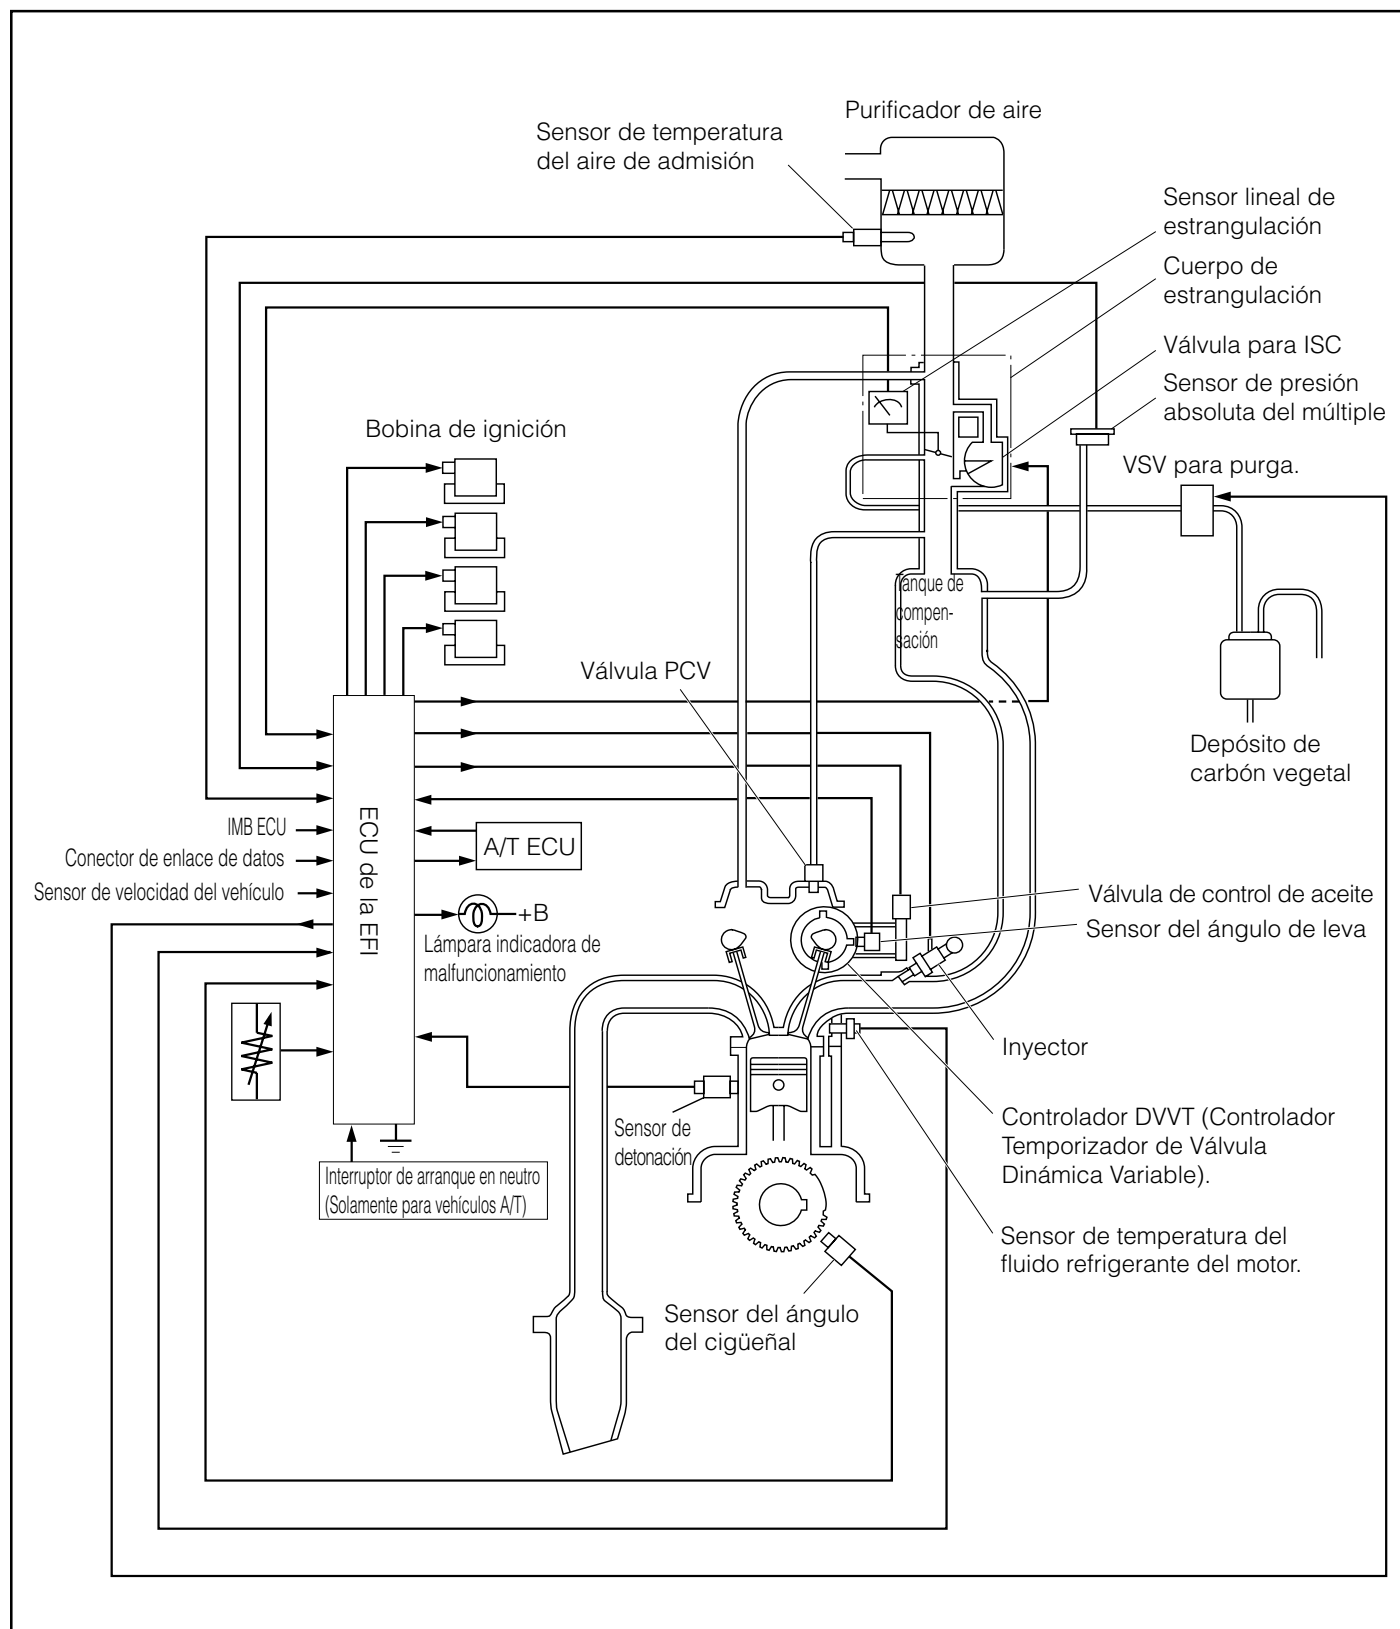 Purificador de aire
Sensor de temperatura
del aire de admisión
Sensor lineal de
estrangulación
Cuerpo de
estrangulación
Válvula para ISC
Sensor de presión
absoluta del múltiple
Bobina de ignición
VSV para purga.
Tanque de
compen-
sación
Válvula PCV
Depósito de
carbón vegetal
ECU de la EFI
IMB ECU
Conector de enlace de datos
Sensor de velocidad del vehículo
A/T ECU
+B
Lámpara indicadora de
malfuncionamiento
Válvula de control de aceite
Sensor del ángulo de leva
Inyector
Sensor de
detonación
Controlador DVVT (Controlador
Temporizador de Válvula
Dinámica Variable).
Interruptor de arranque en neutro
(Solamente para vehículos A/T)
Sensor de temperatura del
fluido refrigerante del motor.
Sensor del ángulo
del cigüeñal